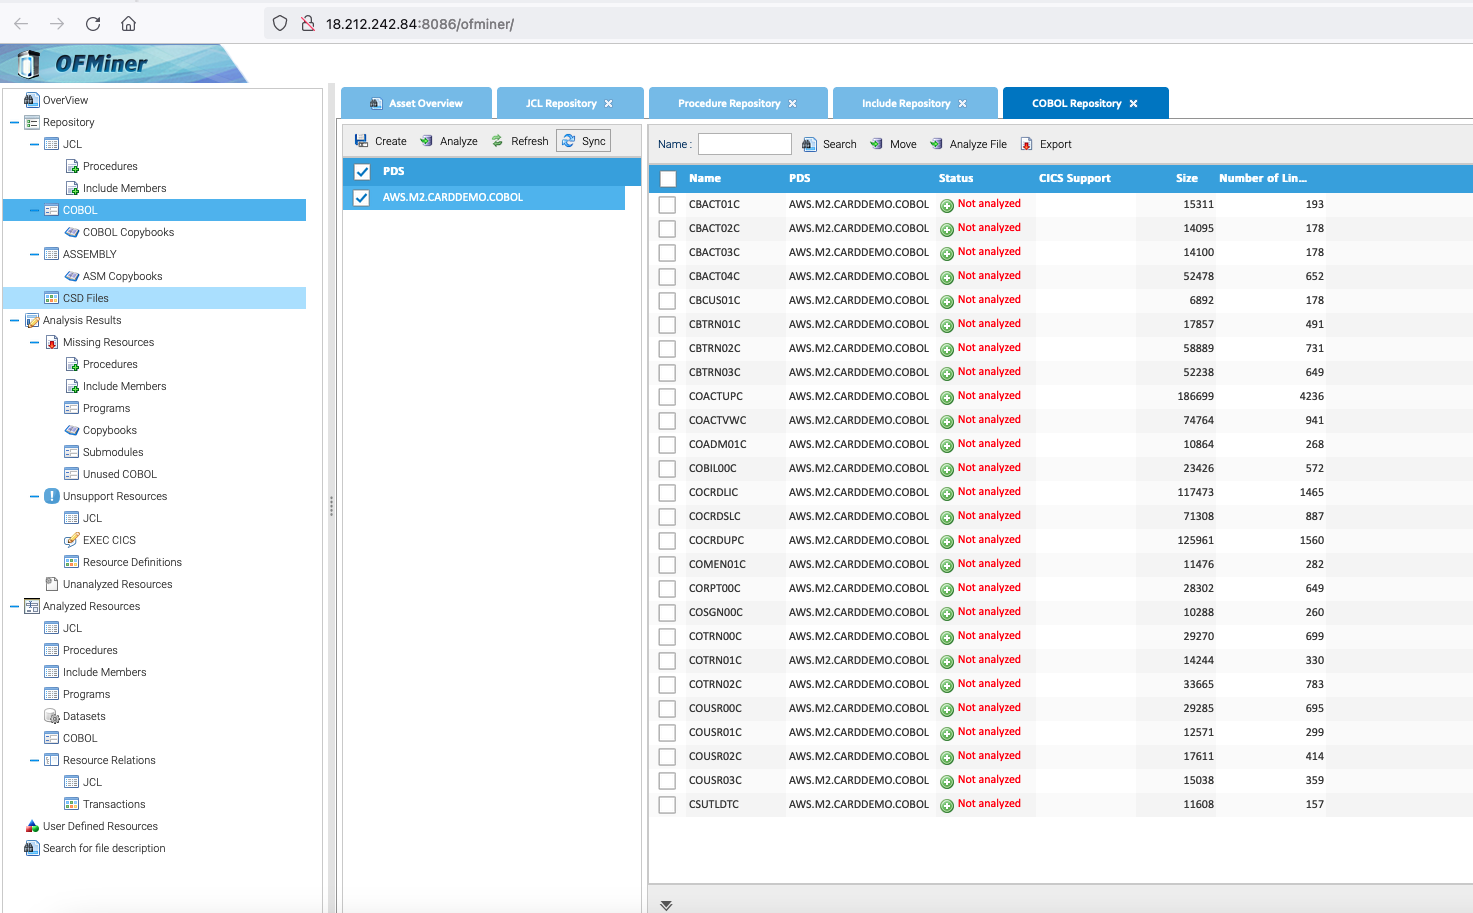 18.212.242.84:8086/ofminer/
OFMiner
OverView
Repository
JCL
Procedures
Include Members
COBOL
COBOL Copybooks
ASSEMBLY
ASM Copybooks
CSD Files
Analysis Results
Missing Resources
Procedures
Include Members
Programs
Copybooks
Submodules
Unused COBOL
Unsupport Resources
JCL
EXEC CICS
Resource Definitions
Unanalyzed Resources
Analyzed Resources
JCL
Procedures
Include Members
Programs
Datasets
COBOL
Resource Relations
JCL
Transactions
User Defined Resources
Search for file description
Asset Overview JCL Repository Procedure Repository Include Repository COBOL Repository
Create Analyze Refresh Sync
PDS
AWS.M2.CARDDEMO.COBOL
Name : Search Move Analyze File Export
Name PDS Status CICS Support Size Number of Lin...
CBACT01C AWS.M2.CARDDEMO.COBOL Not analyzed 15311 193
CBACT02C AWS.M2.CARDDEMO.COBOL Not analyzed 14095 178
CBACT03C AWS.M2.CARDDEMO.COBOL Not analyzed 14100 178
CBACT04C AWS.M2.CARDDEMO.COBOL Not analyzed 52478 652
CBCUS01C AWS.M2.CARDDEMO.COBOL Not analyzed 6892 178
CBTRN01C AWS.M2.CARDDEMO.COBOL Not analyzed 17857 491
CBTRN02C AWS.M2.CARDDEMO.COBOL Not analyzed 58889 731
CBTRN03C AWS.M2.CARDDEMO.COBOL Not analyzed 52238 649
COACTUPC AWS.M2.CARDDEMO.COBOL Not analyzed 186699 4236
COACTVWC AWS.M2.CARDDEMO.COBOL Not analyzed 74764 941
COADM01C AWS.M2.CARDDEMO.COBOL Not analyzed 10864 268
COBIL00C AWS.M2.CARDDEMO.COBOL Not analyzed 23426 572
COCRDLIC AWS.M2.CARDDEMO.COBOL Not analyzed 117473 1465
COCRDSLC AWS.M2.CARDDEMO.COBOL Not analyzed 71308 887
COCRDUPC AWS.M2.CARDDEMO.COBOL Not analyzed 125961 1560
COMEN01C AWS.M2.CARDDEMO.COBOL Not analyzed 11476 282
CORPT00C AWS.M2.CARDDEMO.COBOL Not analyzed 28302 649
COSGN00C AWS.M2.CARDDEMO.COBOL Not analyzed 10288 260
COTRN00C AWS.M2.CARDDEMO.COBOL Not analyzed 29270 699
COTRN01C AWS.M2.CARDDEMO.COBOL Not analyzed 14244 330
COTRN02C AWS.M2.CARDDEMO.COBOL Not analyzed 33665 783
COUSR00C AWS.M2.CARDDEMO.COBOL Not analyzed 29285 695
COUSR01C AWS.M2.CARDDEMO.COBOL Not analyzed 12571 299
COUSR02C AWS.M2.CARDDEMO.COBOL Not analyzed 17611 414
COUSR03C AWS.M2.CARDDEMO.COBOL Not analyzed 15038 359
CSUTLDTC AWS.M2.CARDDEMO.COBOL Not analyzed 11608 157